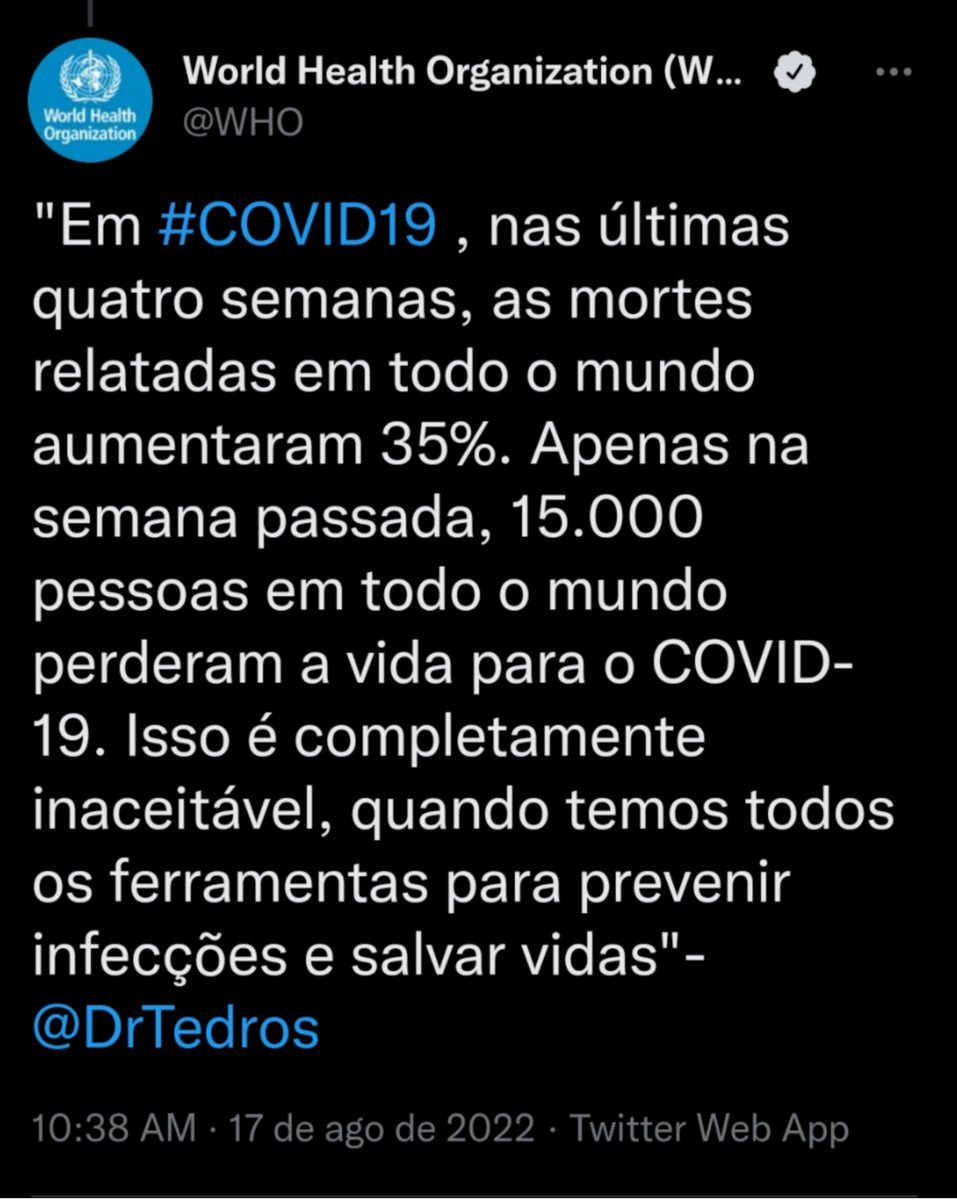 World Health Organization
World Health Organization (W...
@WHO
"Em #COVID19 , nas últimas
quatro semanas, as mortes
relatadas em todo o mundo
aumentaram 35%. Apenas na
semana passada, 15.000
pessoas em todo o mundo
perderam a vida para o COVID-
19. Isso é completamente
inaceitável, quando temos todos
os ferramentas para prevenir
infecções e salvar vidas"-
@DrTedros
10:38 AM · 17 de ago de 2022 · Twitter Web App